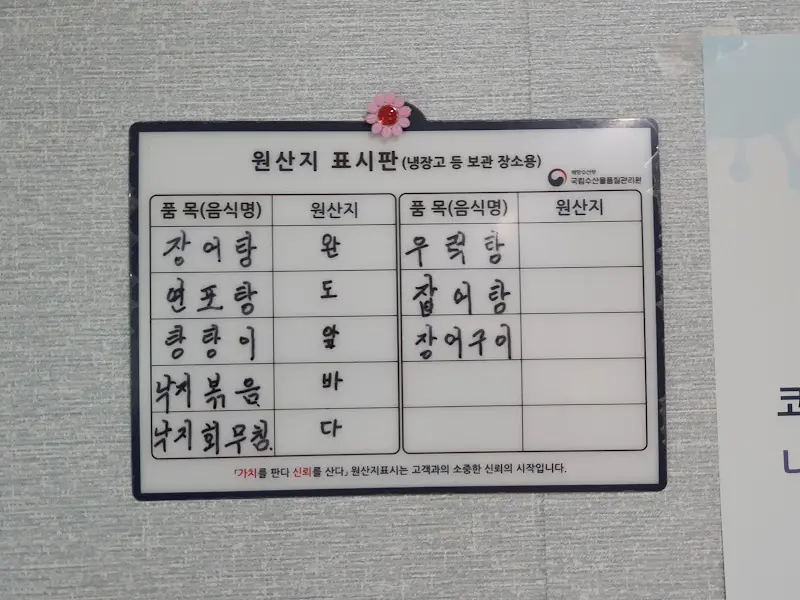 원산지 표시판(냉장고 등 보관 장소용)
해양수산부
국립수산물품질관리원
품 목(음식명) 원산지 품 목(음식명) 원산지
장어탕 완 우럭탕
연포탕 도 잡어탕
탕탕이 앞 장어구이
낙지볶음 바
낙지회무침 다
「가치를 판다 신뢰를 산다」 원산지표시는 고객과의 소중한 신뢰의 시작입니다.
코